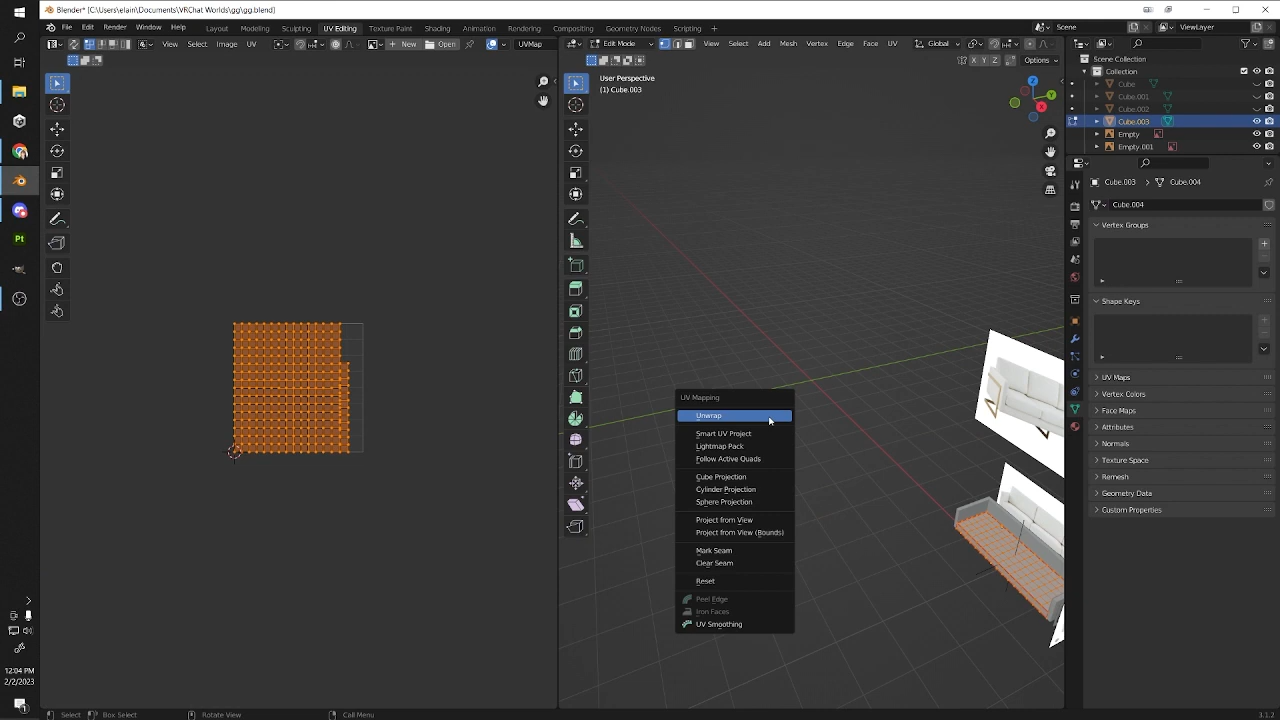 Blender* [C:\Users\elain\Documents\VRChat Worlds\gg\gg.blend]
File Edit Render Window Help Layout Modeling Sculpting UV Editing Texture Paint Shading Animation Rendering Compositing Geometry Nodes Scripting + Scene ViewLayer
View Select Image UV New Open UVMap Edit Mode View Select Add Mesh Vertex Edge Face UV Global
X Y Z Options
User Perspective
(1) Cube.003
Z
Y
X
Scene Collection
Collection
Cube
Cube.001
Cube.002
Cube.003
Empty
Empty.001
Cube.003 > Cube.004
Cube.004
Vertex Groups
Shape Keys
UV Maps
Vertex Colors
Face Maps
Attributes
Normals
Texture Space
Remesh
Geometry Data
Custom Properties
UV Mapping
Unwrap
Smart UV Project
Lightmap Pack
Follow Active Quads
Cube Projection
Cylinder Projection
Sphere Projection
Project from View
Project from View (Bounds)
Mark Seam
Clear Seam
Reset
Peel Edge
Iron Faces
UV Smoothing
Pt
12:04 PM
2/2/2023
Select Box Select Rotate View Call Menu 3.1.2